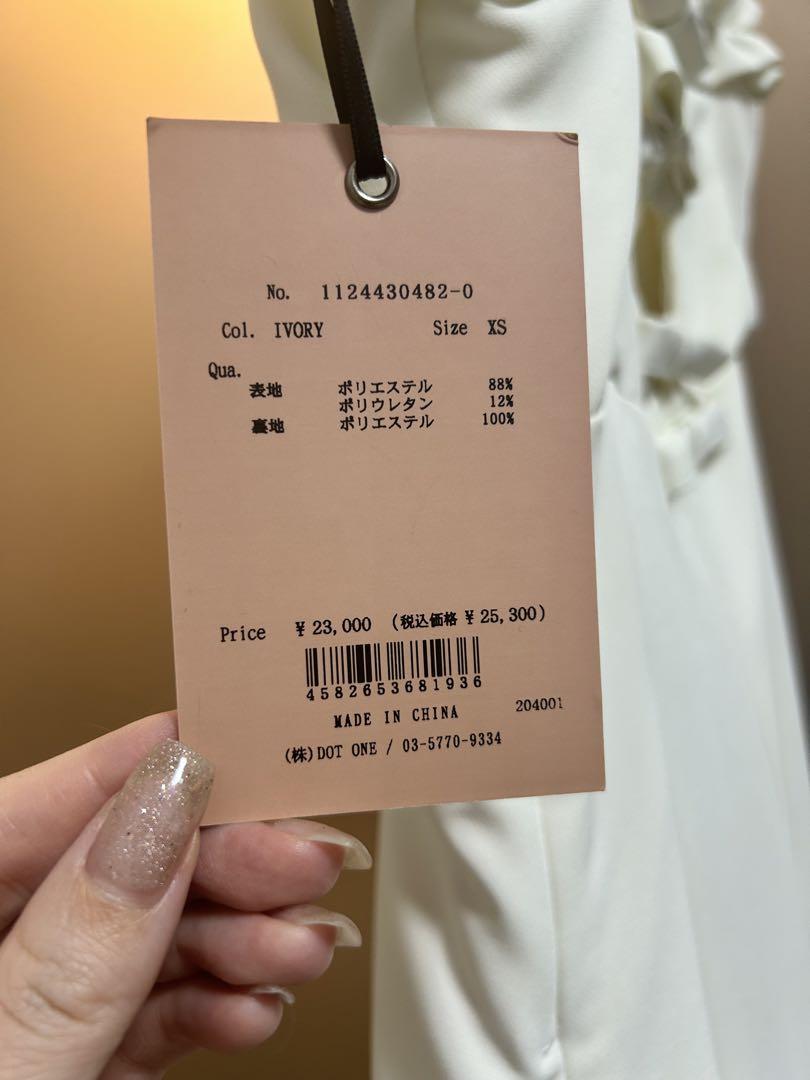 No. 1124430482-0
Col. IVORY Size XS
Qua.
表地 ポリエステル 88%
ポリウレタン 12%
裏地 ポリエステル 100%
Price ¥23,000 (税込価格 ¥25,300)
4582653681936
MADE IN CHINA 204001
(株)DOT ONE / 03-5770-9334